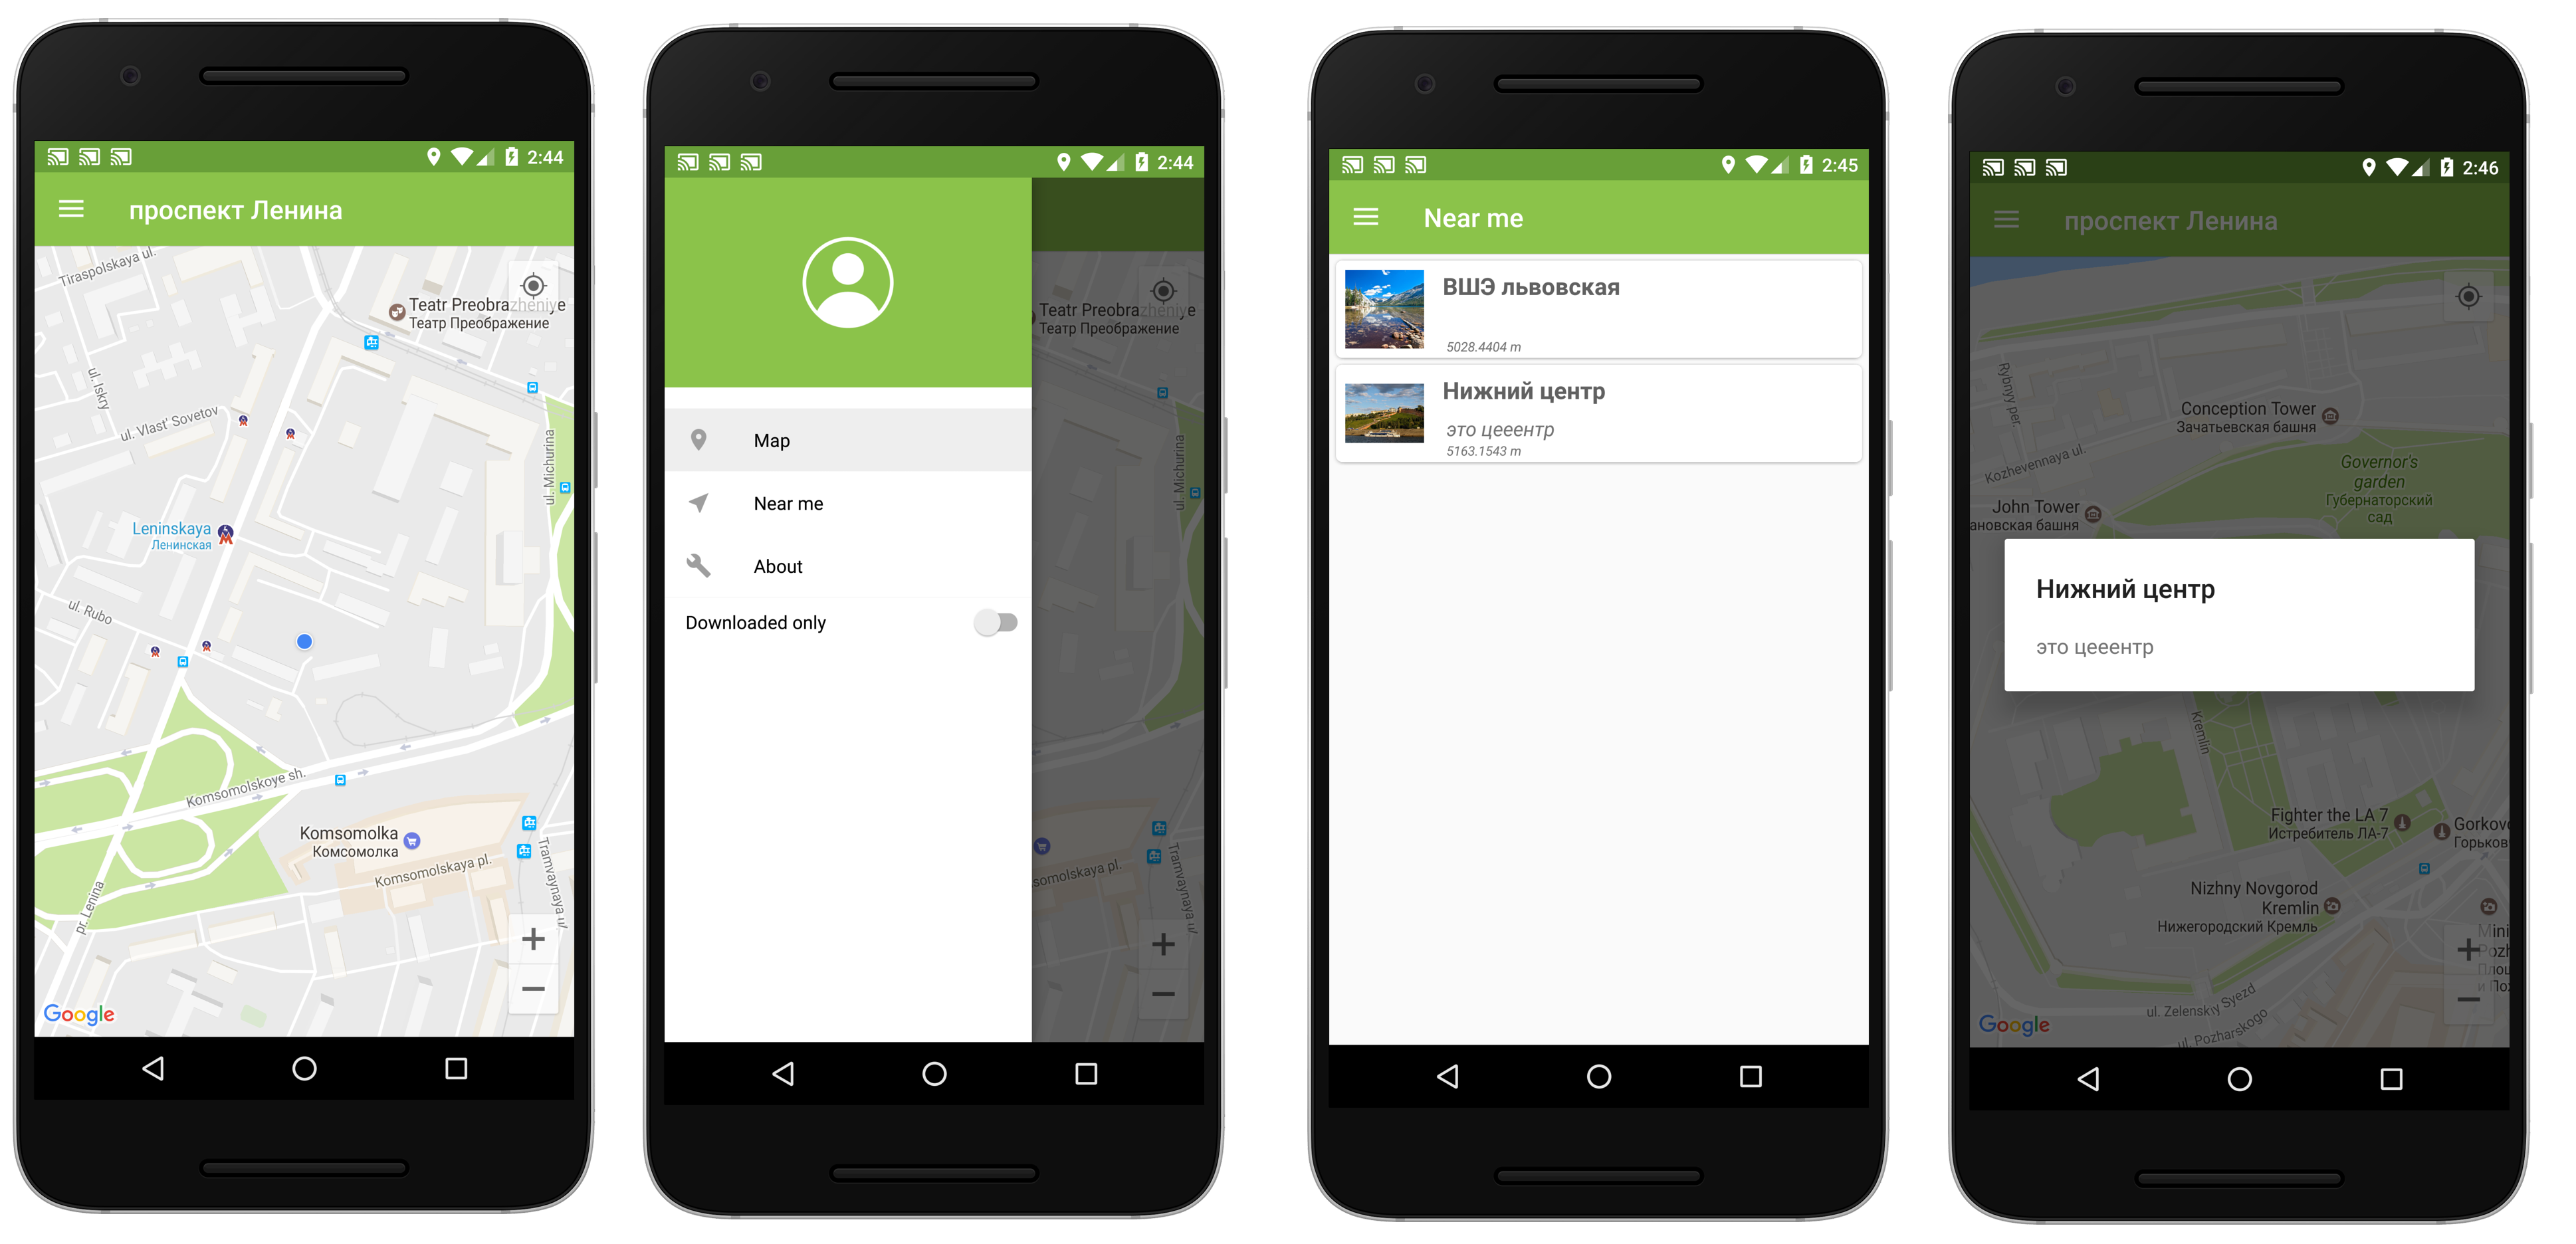 2:44
проспект Ленина
Tiraspolskaya ul.
Teatr Preobrazheniye
Театр Преображение
ul. Iskry
ul. Vlast' Sovetov
ul. Michurina
Leninskaya
Ленинская
ul. Rubo
Komsomolskoye sh.
Komsomolka
Комсомолка
Komsomolskaya pl.
Tramvaynaya ul
pr. Lenina
Google
2:44
Teatr Preobrazheniye
Театр Преображение
ul. Michurina
Map
Near me
About
Downloaded only
somolskaya pl.
Tramvaynaya ul
2:45
Near me
ВШЭ львовская
5028.4404 m
Нижний центр
это цееентр
5163.1543 m
2:46
проспект Ленина
Rybnyy per.
Conception Tower
Зачатьевская башня
Kozhevennaya ul.
Governor's
garden
Губернаторский
сад
John Tower
ановская башня
Нижний центр
это цееентр
Kremlin
Fighter the LA 7
Истребитель ЛА-7
Gorkov
Горьков
Nizhny Novgorod
Kremlin
Нижегородский Кремль
Mini
Pozh
Площ
и Пож
ul. Zelenskiy Syezd
ul. Pozharskogo
Google